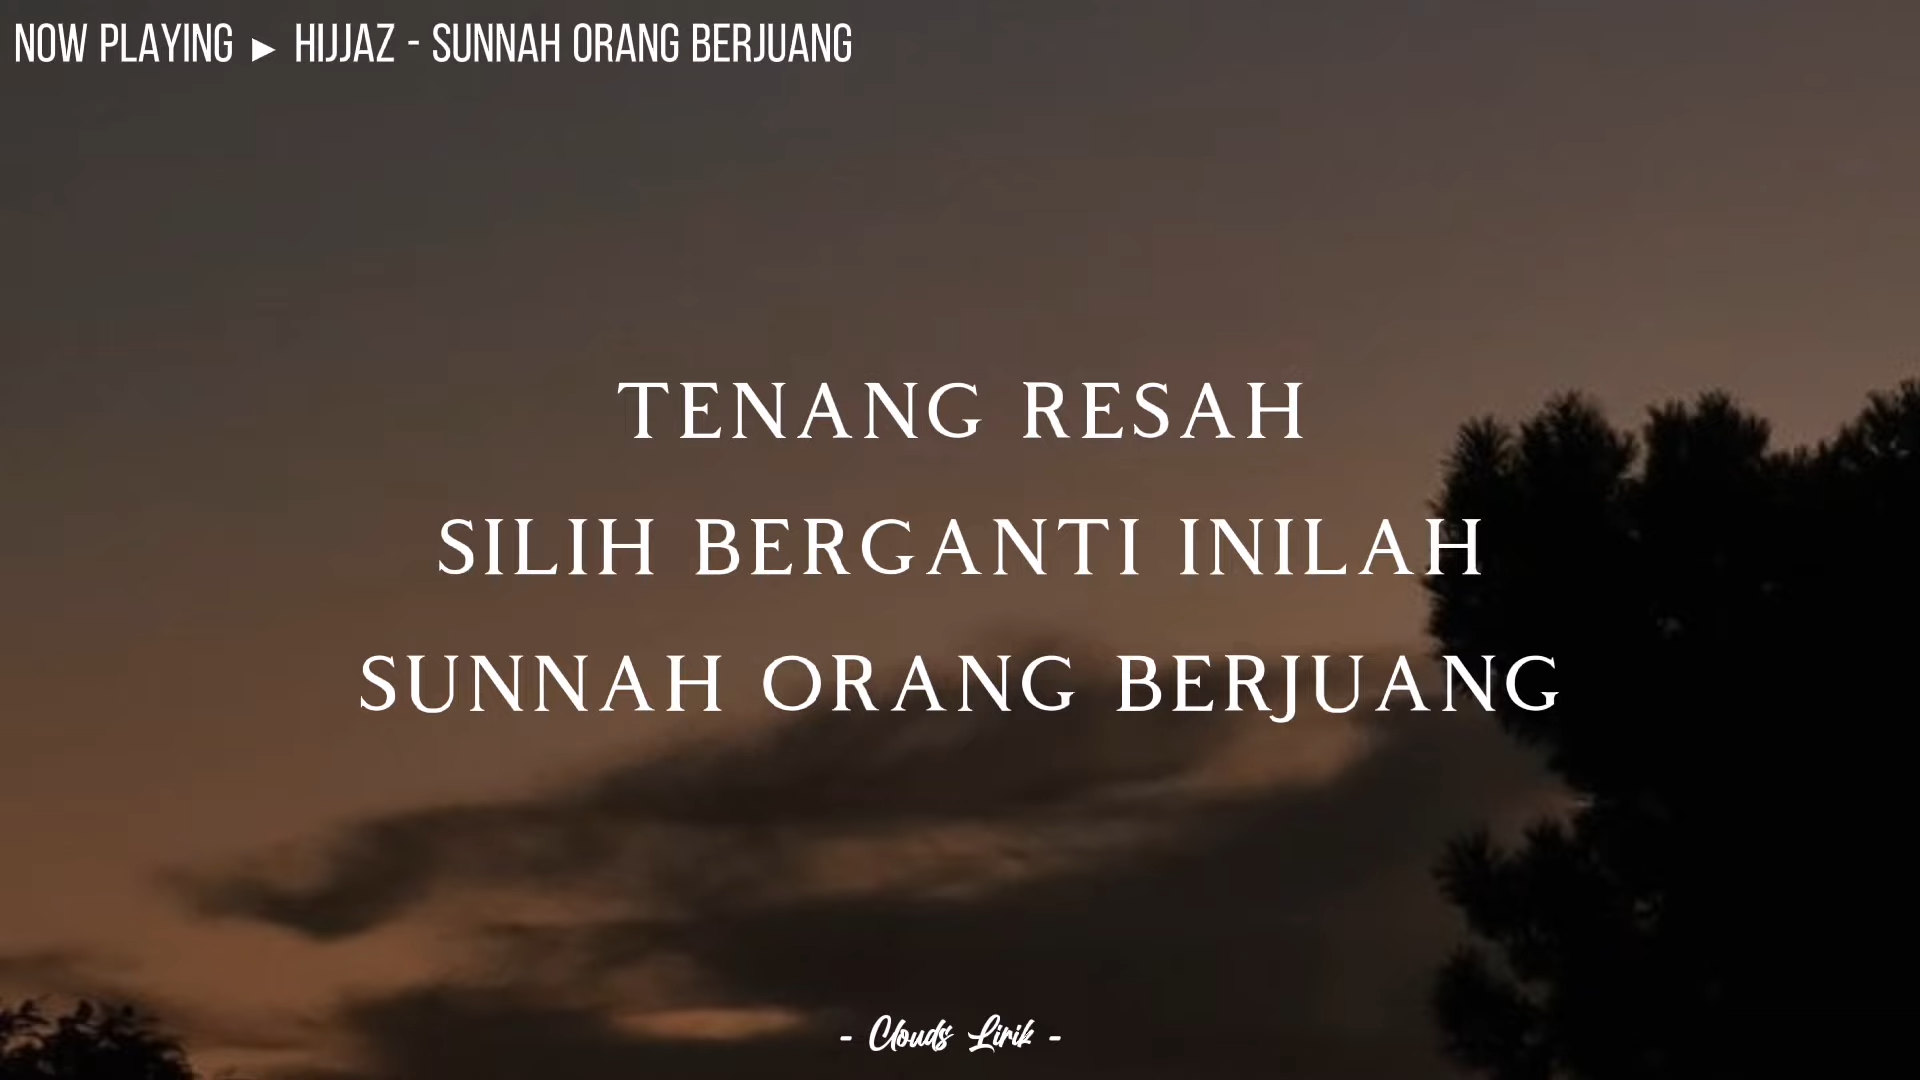 NOW PLAYING ► HIJJAZ - SUNNAH ORANG BERJUANG
TENANG RESAH
SILIH BERGANTI INILAH
SUNNAH ORANG BERJUANG
- Clouds Lirik -